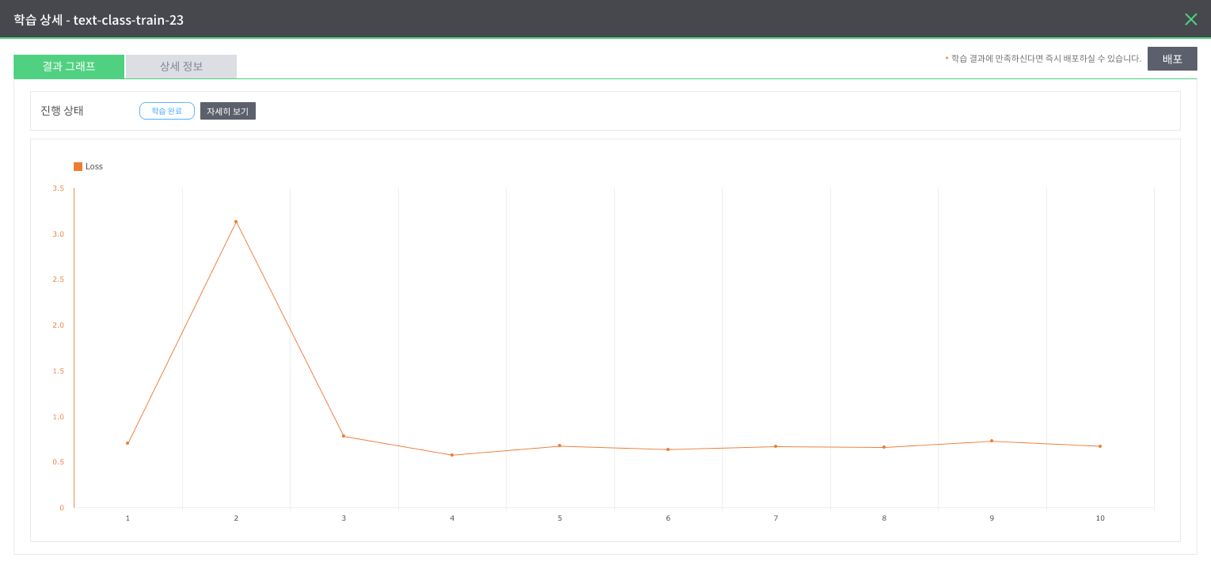 학습 상세 - text-class-train-23
결과 그래프
상세 정보
* 학습 결과에 만족하신다면 즉시 배포하실 수 있습니다.
배포
진행 상태
학습 완료
자세히 보기
Loss
3.5
3.0
2.5
2.0
1.5
1.0
0.5
0
1 2 3 4 5 6 7 8 9 10